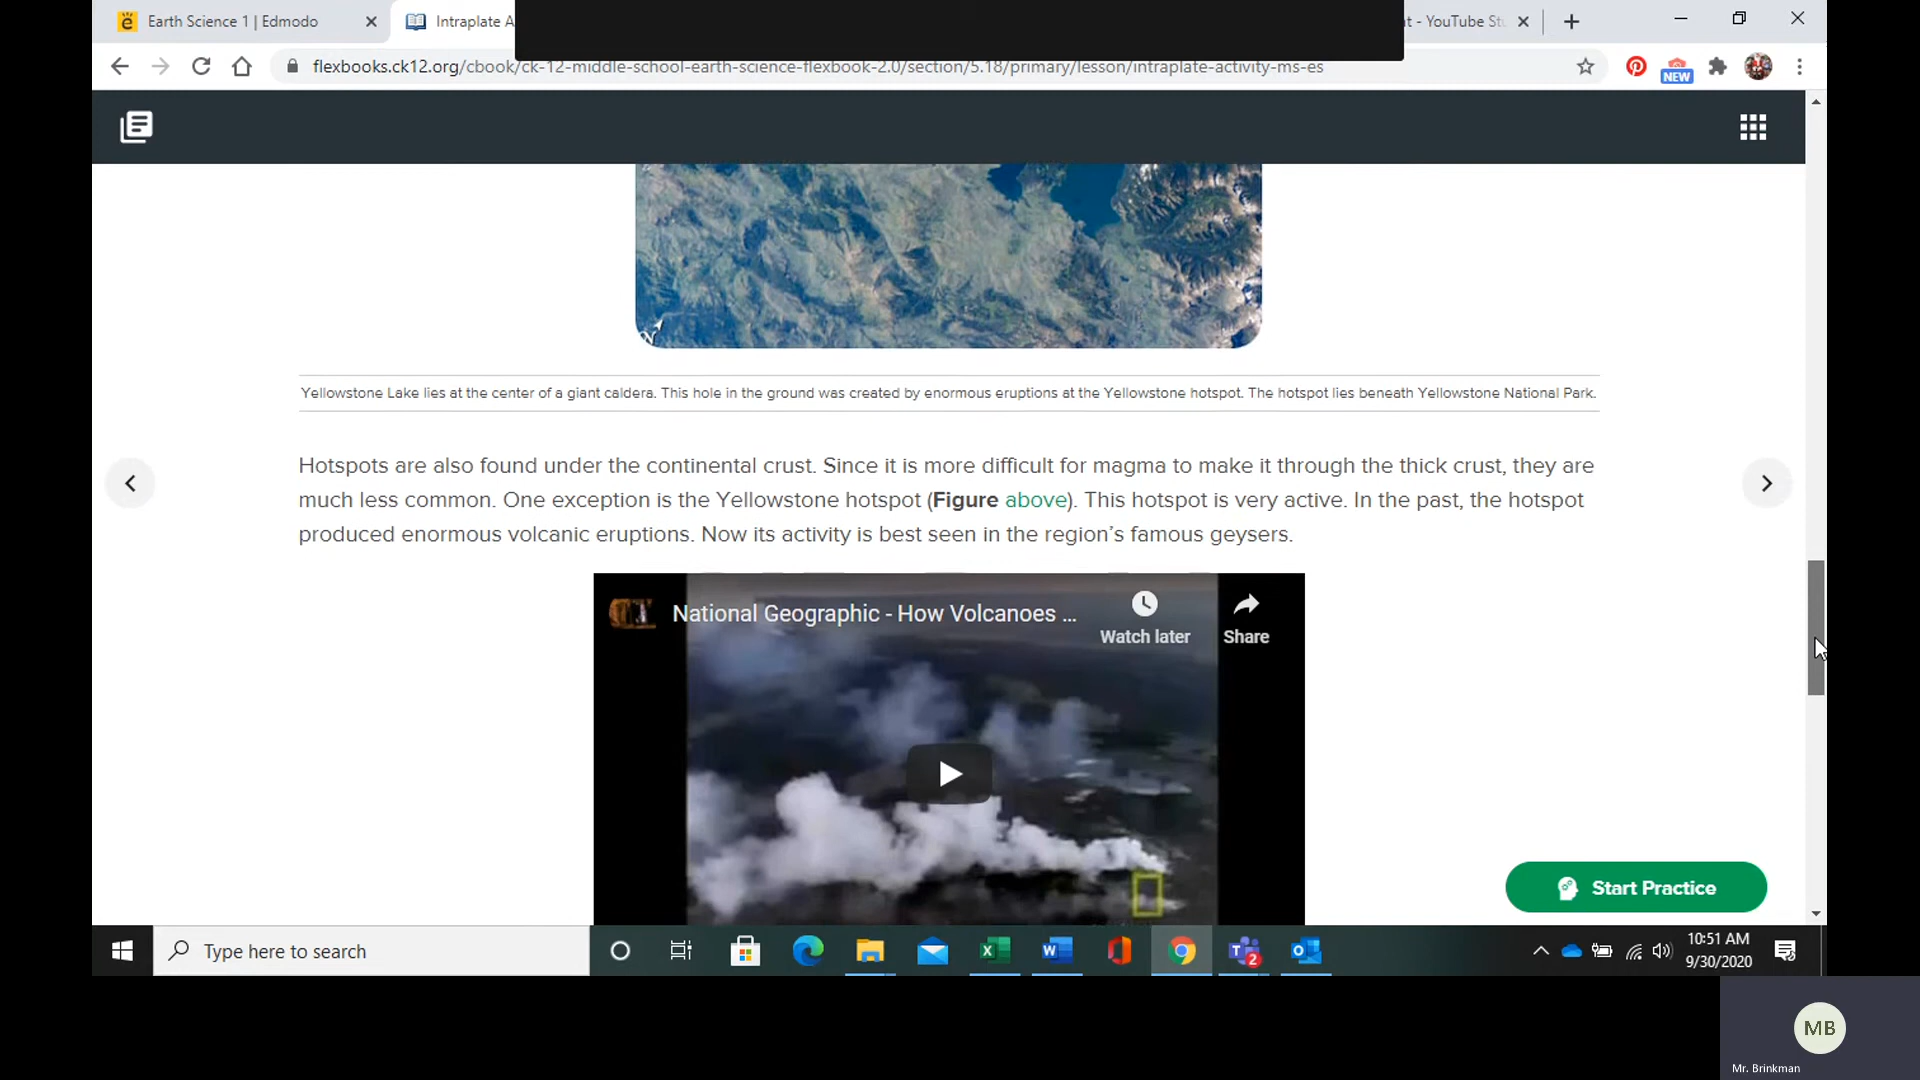 Earth Science 1 | Edmodo
Intraplate A
t - YouTube St
flexbooks.ck12.org/cbook/ck-12-middle-school-earth-science-flexbook-2.0/section/5.18/primary/lesson/intraplate-activity-ms-es
NEW
N
Yellowstone Lake lies at the center of a giant caldera. This hole in the ground was created by enormous eruptions at the Yellowstone hotspot. The hotspot lies beneath Yellowstone National Park.
Hotspots are also found under the continental crust. Since it is more difficult for magma to make it through the thick crust, they are
much less common. One exception is the Yellowstone hotspot (Figure above). This hotspot is very active. In the past, the hotspot
produced enormous volcanic eruptions. Now its activity is best seen in the region’s famous geysers.
National Geographic - How Volcanoes ...
Watch later
Share
Start Practice
Type here to search
2
10:51 AM
9/30/2020
MB
Mr. Brinkman